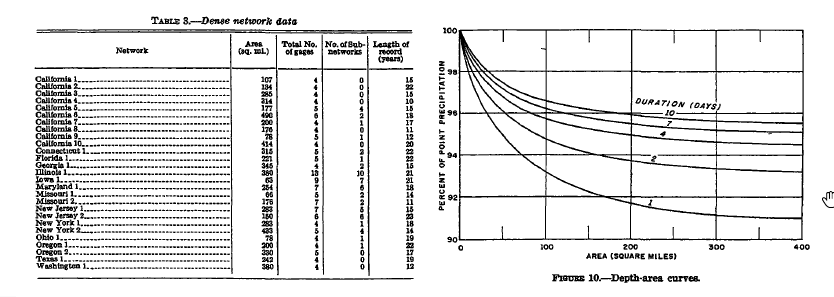 TABLE 3.—Dense network data
Network Area (sq. mi.) Total No. of gages No. of Sub-networks Length of record (years)
California 1 107 4 0 15
California 2 134 4 0 22
California 3 285 4 0 15
California 4 314 4 0 10
California 5 177 5 4 15
California 6 496 6 2 18
California 7 200 4 1 17
California 8 176 4 0 11
California 9 78 5 1 12
California 10 414 4 0 20
Connecticut 1 315 5 2 22
Florida 1 221 5 1 22
Georgia 1 345 4 2 15
Illinois 1 380 13 10 21
Iowa 1 63 9 7 21
Maryland 1 254 7 6 18
Missouri 1 66 5 2 14
Missouri 2 176 7 2 11
New Jersey 1 283 7 5 15
New Jersey 2 150 6 6 23
New York 1 283 4 1 18
New York 2 423 5 4 14
Ohio 1 78 4 1 19
Oregon 1 200 4 1 22
Oregon 2 330 5 0 17
Texas 1 242 4 0 19
Washington 1 380 4 0 12
PERCENT OF POINT PRECIPITATION
100
98
96
94
92
90
DURATION (DAYS)
10
7
4
2
1
0 100 200 300 400
AREA (SQUARE MILES)
FIGURE 10.—Depth-area curves.